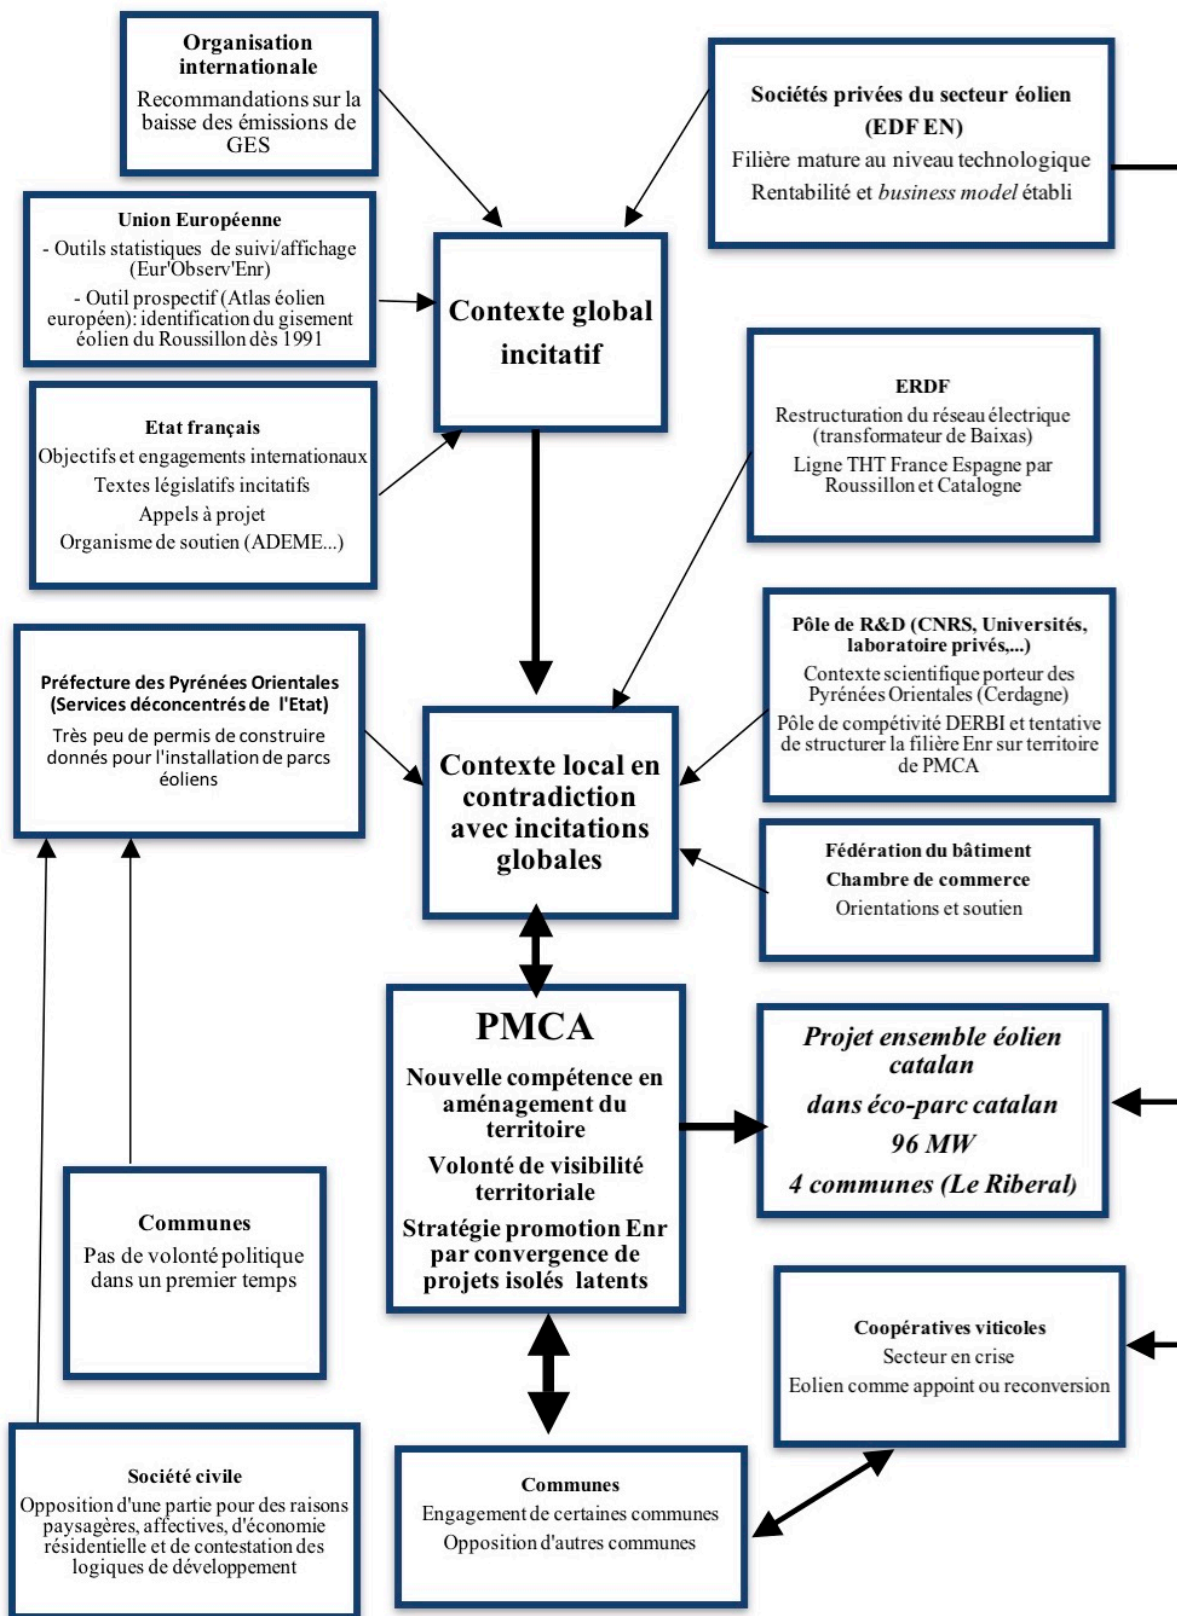 Organisation
internationale
Recommandations sur la
baisse des émissions de
GES
Sociétés privées du secteur éolien
(EDF EN)
Filière mature au niveau technologique
Rentabilité et business model établi
Union Européenne
- Outils statistiques de suivi/affichage
(Eur'Observ'Enr)
- Outil prospectif (Atlas éolien
européen): identification du gisement
éolien du Roussillon dès 1991
Contexte global
incitatif
Etat français
Objectifs et engagements internationaux
Textes législatifs incitatifs
Appels à projet
Organisme de soutien (ADEME...)
ERDF
Restructuration du réseau électrique
(transformateur de Baixas)
Ligne THT France Espagne par
Roussillon et Catalogne
Préfecture des Pyrénées Orientales
(Services déconcentrés de l'Etat)
Très peu de permis de construire
donnés pour l'installation de parcs
éoliens
Contexte local en
contradiction
avec incitations
globales
Pôle de R&D (CNRS, Universités,
laboratoire privés,...)
Contexte scientifique porteur des
Pyrénées Orientales (Cerdagne)
Pôle de compétivité DERBI et tentative
de structurer la filière Enr sur territoire
de PMCA
Fédération du bâtiment
Chambre de commerce
Orientations et soutien
PMCA
Nouvelle compétence en
aménagement du
territoire
Volonté de visibilité
territoriale
Stratégie promotion Enr
par convergence de
projets isolés latents
Projet ensemble éolien
catalan
dans éco-parc catalan
96 MW
4 communes (Le Riberal)
Communes
Pas de volonté politique
dans un premier temps
Coopératives viticoles
Secteur en crise
Eolien comme appoint ou reconversion
Société civile
Opposition d'une partie pour des raisons
paysagères, affectives, d'économie
résidentielle et de contestation des
logiques de développement
Communes
Engagement de certaines communes
Opposition d'autres communes